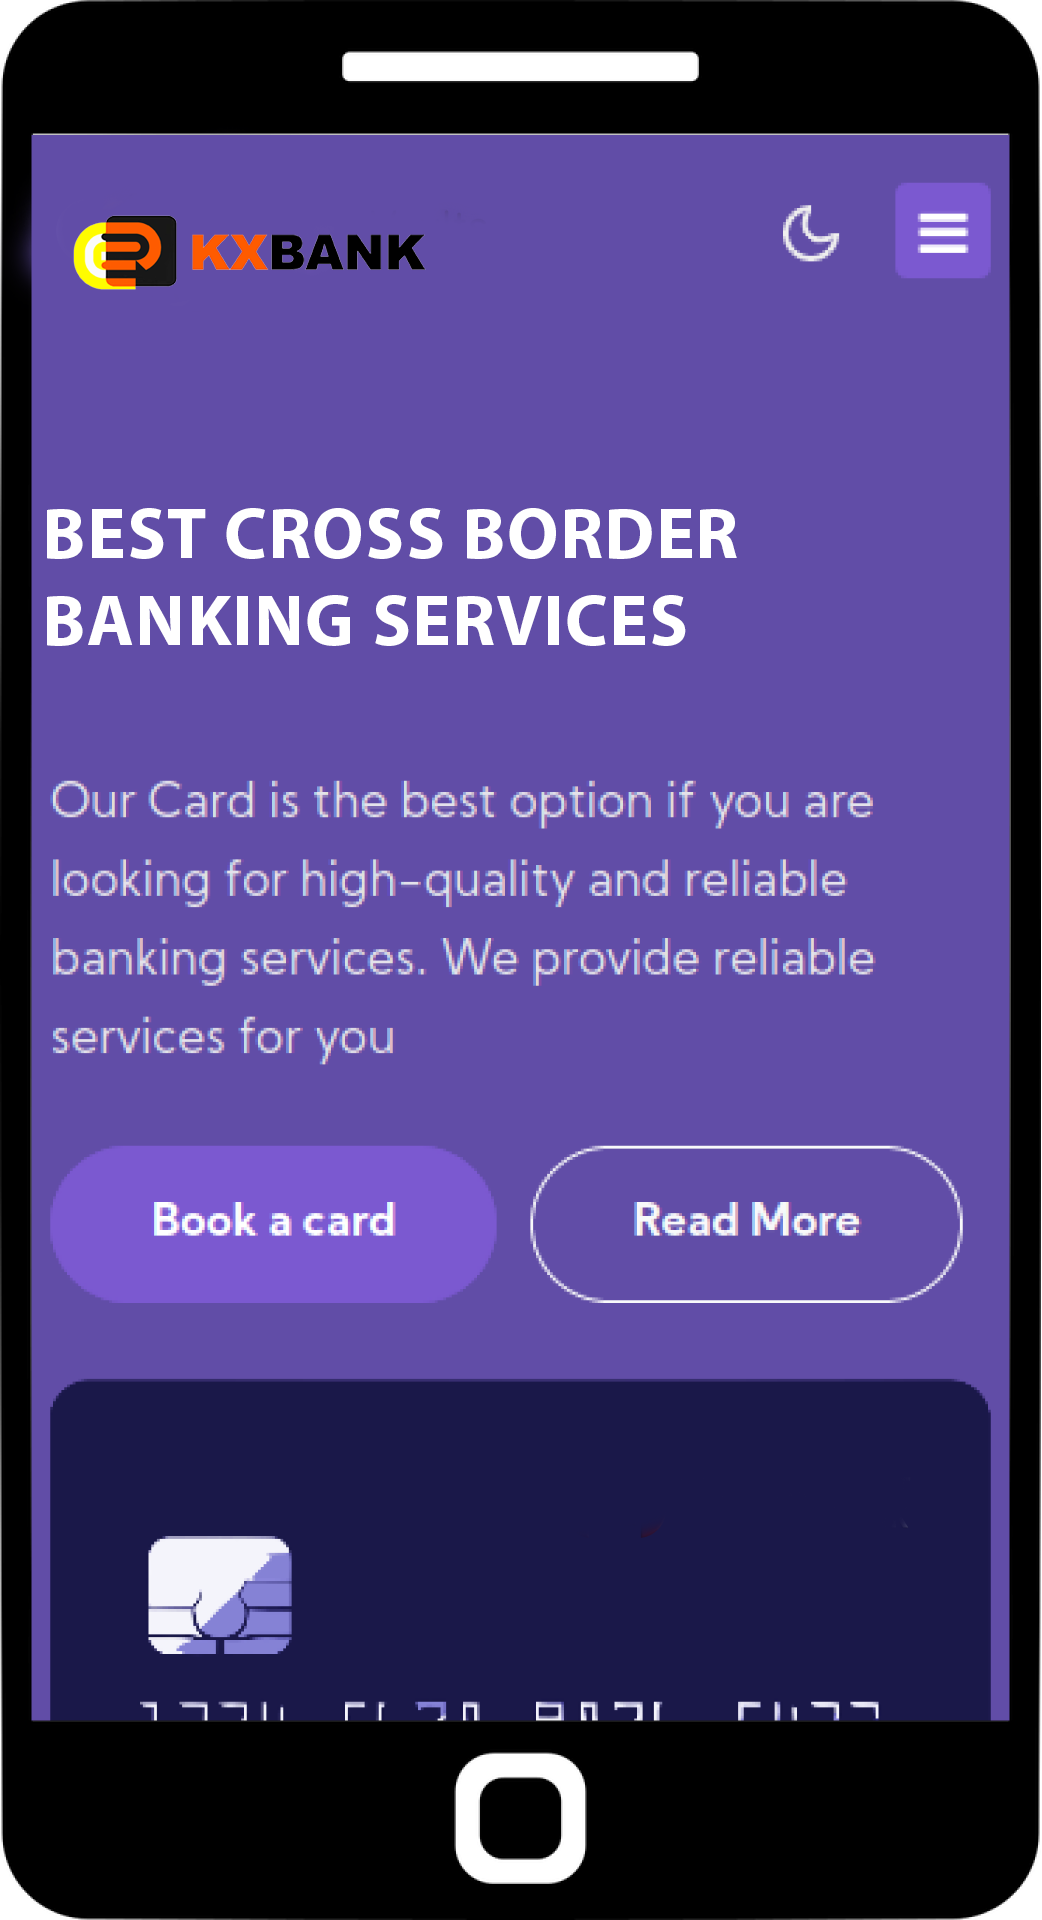 KXBANK
BEST CROSS BORDER
BANKING SERVICES
Our Card is the best option if you are
looking for high-quality and reliable
banking services. We provide reliable
services for you
Book a card
Read More